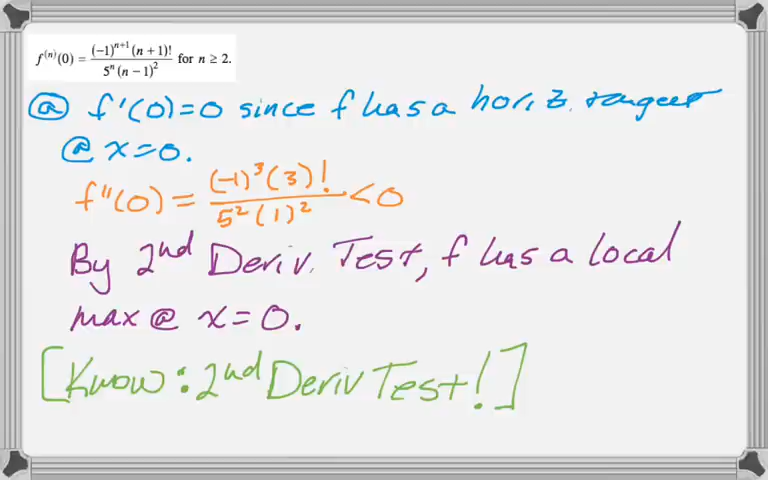 f^(n)(0) = (-1)^(n+1) (n + 1)! / 5^n (n − 1)^2 for n ≥ 2.
ⓐ f'(0)=0 since f has a horiz. tangent
@ x=0.
f''(0) = (-1)^3 (3)! / 5^2 (1)^2 < 0
By 2nd Deriv. Test, f has a local
max @ x=0.
[Know: 2nd Deriv Test!]